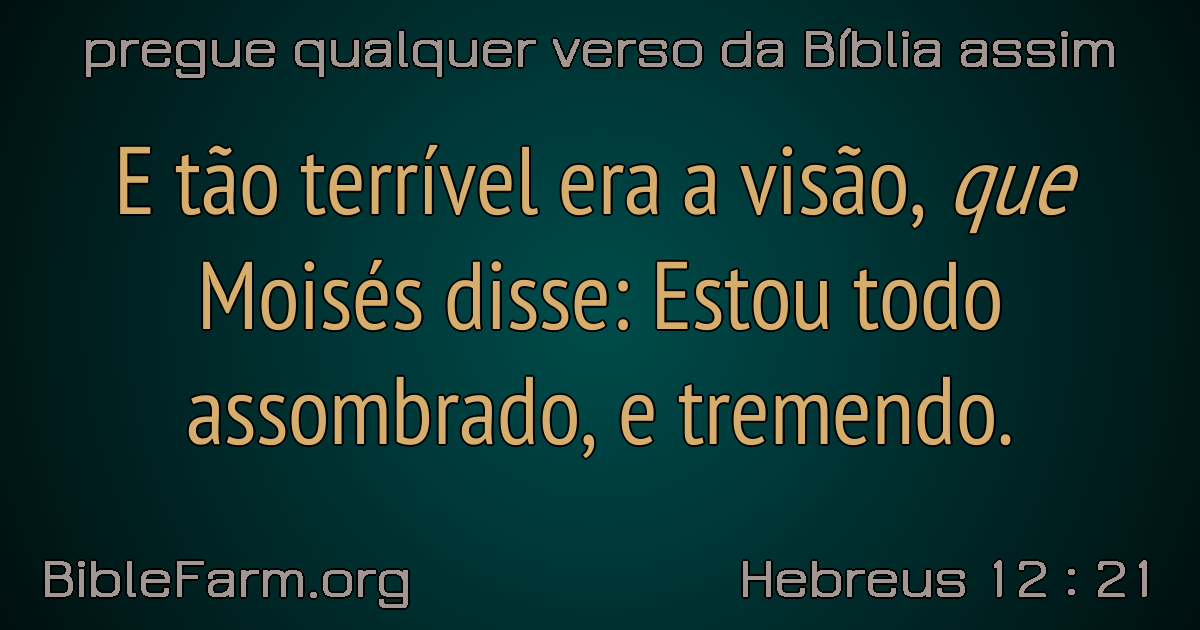 pregue qualquer verso da Bíblia assim
E tão terrível era a visão, que
Moisés disse: Estou todo
assombrado, e tremendo.
BibleFarm.org
Hebreus 12 : 21